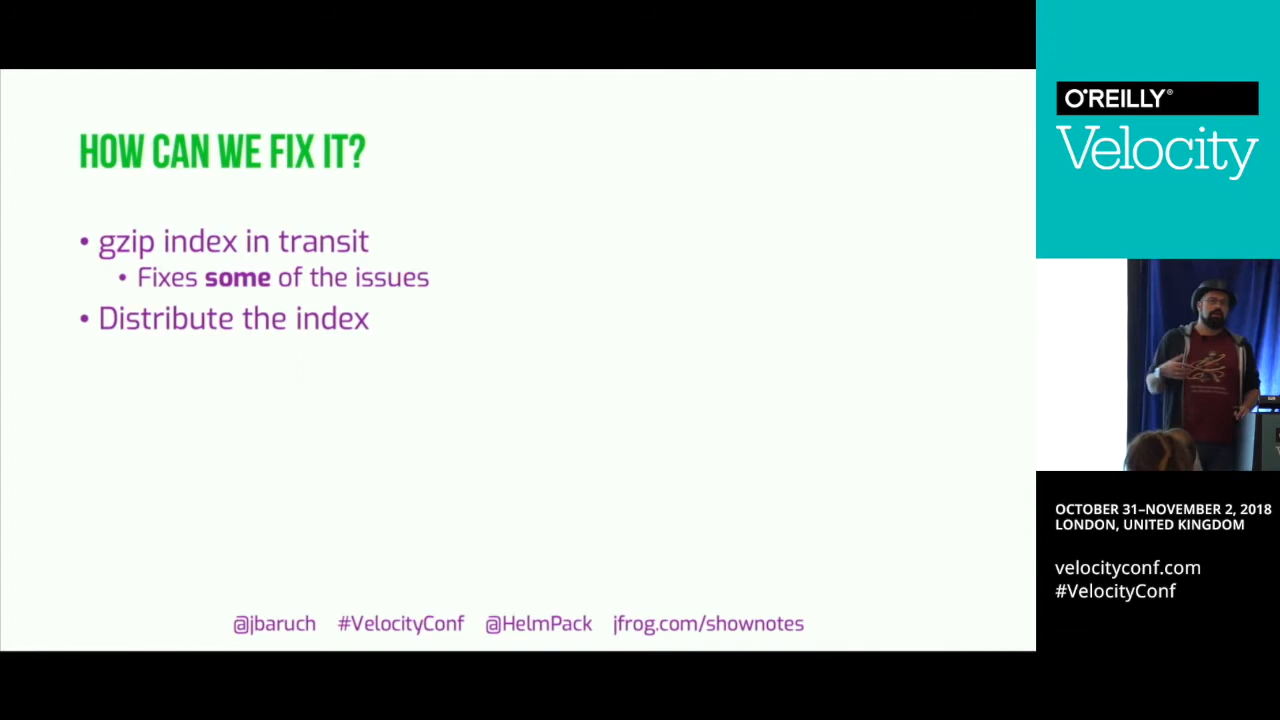 HOW CAN WE FIX IT?
• gzip index in transit
• Fixes some of the issues
• Distribute the index
@jbaruch #VelocityConf @HelmPack jfrog.com/shownotes
O'REILLY®
Velocity
OCTOBER 31–NOVEMBER 2, 2018
LONDON, UNITED KINGDOM
velocityconf.com
#VelocityConf